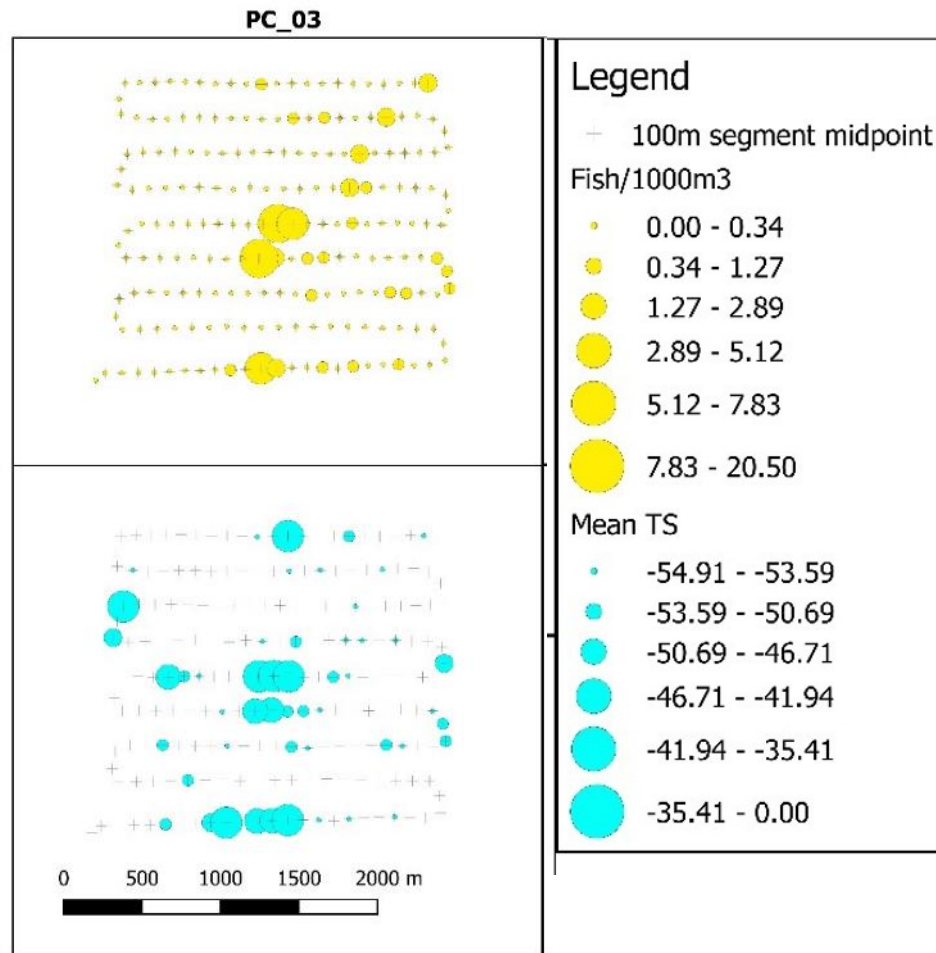 PC_03
Legend
100m segment midpoint
Fish/1000m3
0.00 - 0.34
0.34 - 1.27
1.27 - 2.89
2.89 - 5.12
5.12 - 7.83
7.83 - 20.50
Mean TS
-54.91 - -53.59
-53.59 - -50.69
-50.69 - -46.71
-46.71 - -41.94
-41.94 - -35.41
-35.41 - 0.00
0 500 1000 1500 2000 m